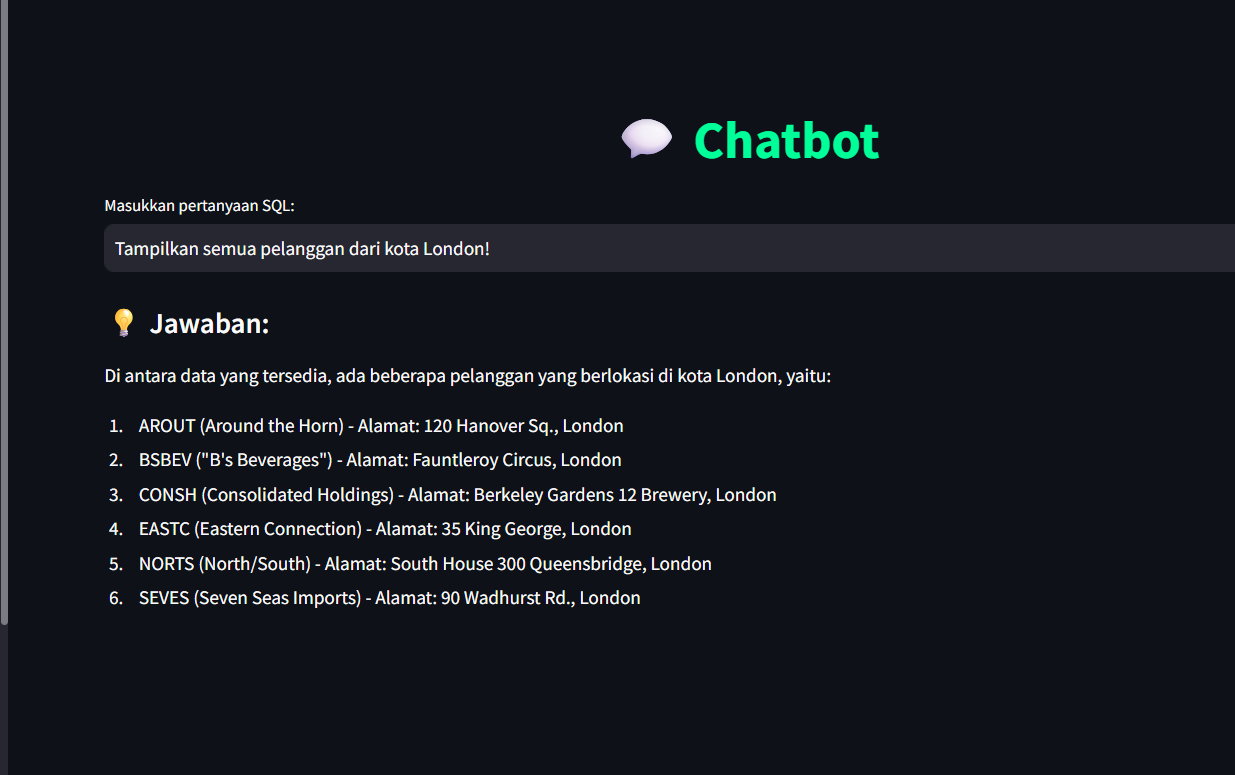 Chatbot
Masukkan pertanyaan SQL:
Tampilkan semua pelanggan dari kota London!
Jawaban:
Di antara data yang tersedia, ada beberapa pelanggan yang berlokasi di kota London, yaitu:
1. AROUT (Around the Horn) - Alamat: 120 Hanover Sq., London
2. BSBEV ("B's Beverages") - Alamat: Fauntleroy Circus, London
3. CONSH (Consolidated Holdings) - Alamat: Berkeley Gardens 12 Brewery, London
4. EASTC (Eastern Connection) - Alamat: 35 King George, London
5. NORTS (North/South) - Alamat: South House 300 Queensbridge, London
6. SEVES (Seven Seas Imports) - Alamat: 90 Wadhurst Rd., London